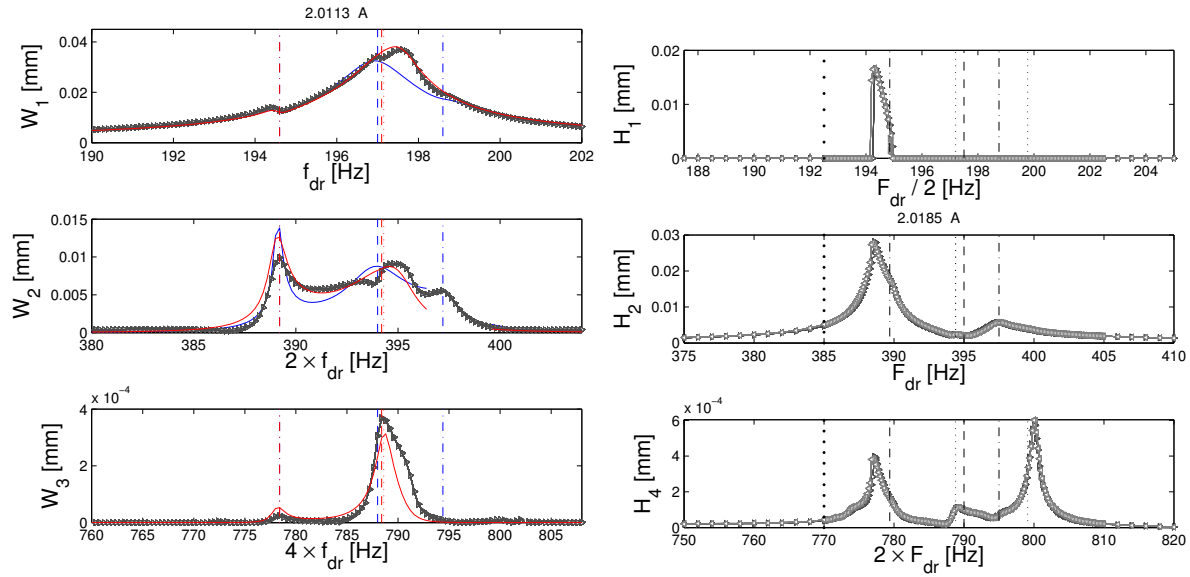 2.0113 A
0.04
0.02
0
W1 [mm]
190 192 194 196 198 200 202
fdr [Hz]
0.015
0.01
0.005
0
W2 [mm]
380 385 390 395 400
2 × fdr [Hz]
x 10−4
4
2
0
W3 [mm]
760 765 770 775 780 785 790 795 800 805
4 × fdr [Hz]
0.02
0.01
0
H1 [mm]
188 190 192 194 196 198 200 202 204
Fdr / 2 [Hz]
2.0185 A
0.03
0.02
0.01
0
H2 [mm]
375 380 385 390 395 400 405 410
Fdr [Hz]
x 10−4
6
4
2
0
H4 [mm]
750 760 770 780 790 800 810 820
2 × Fdr [Hz]